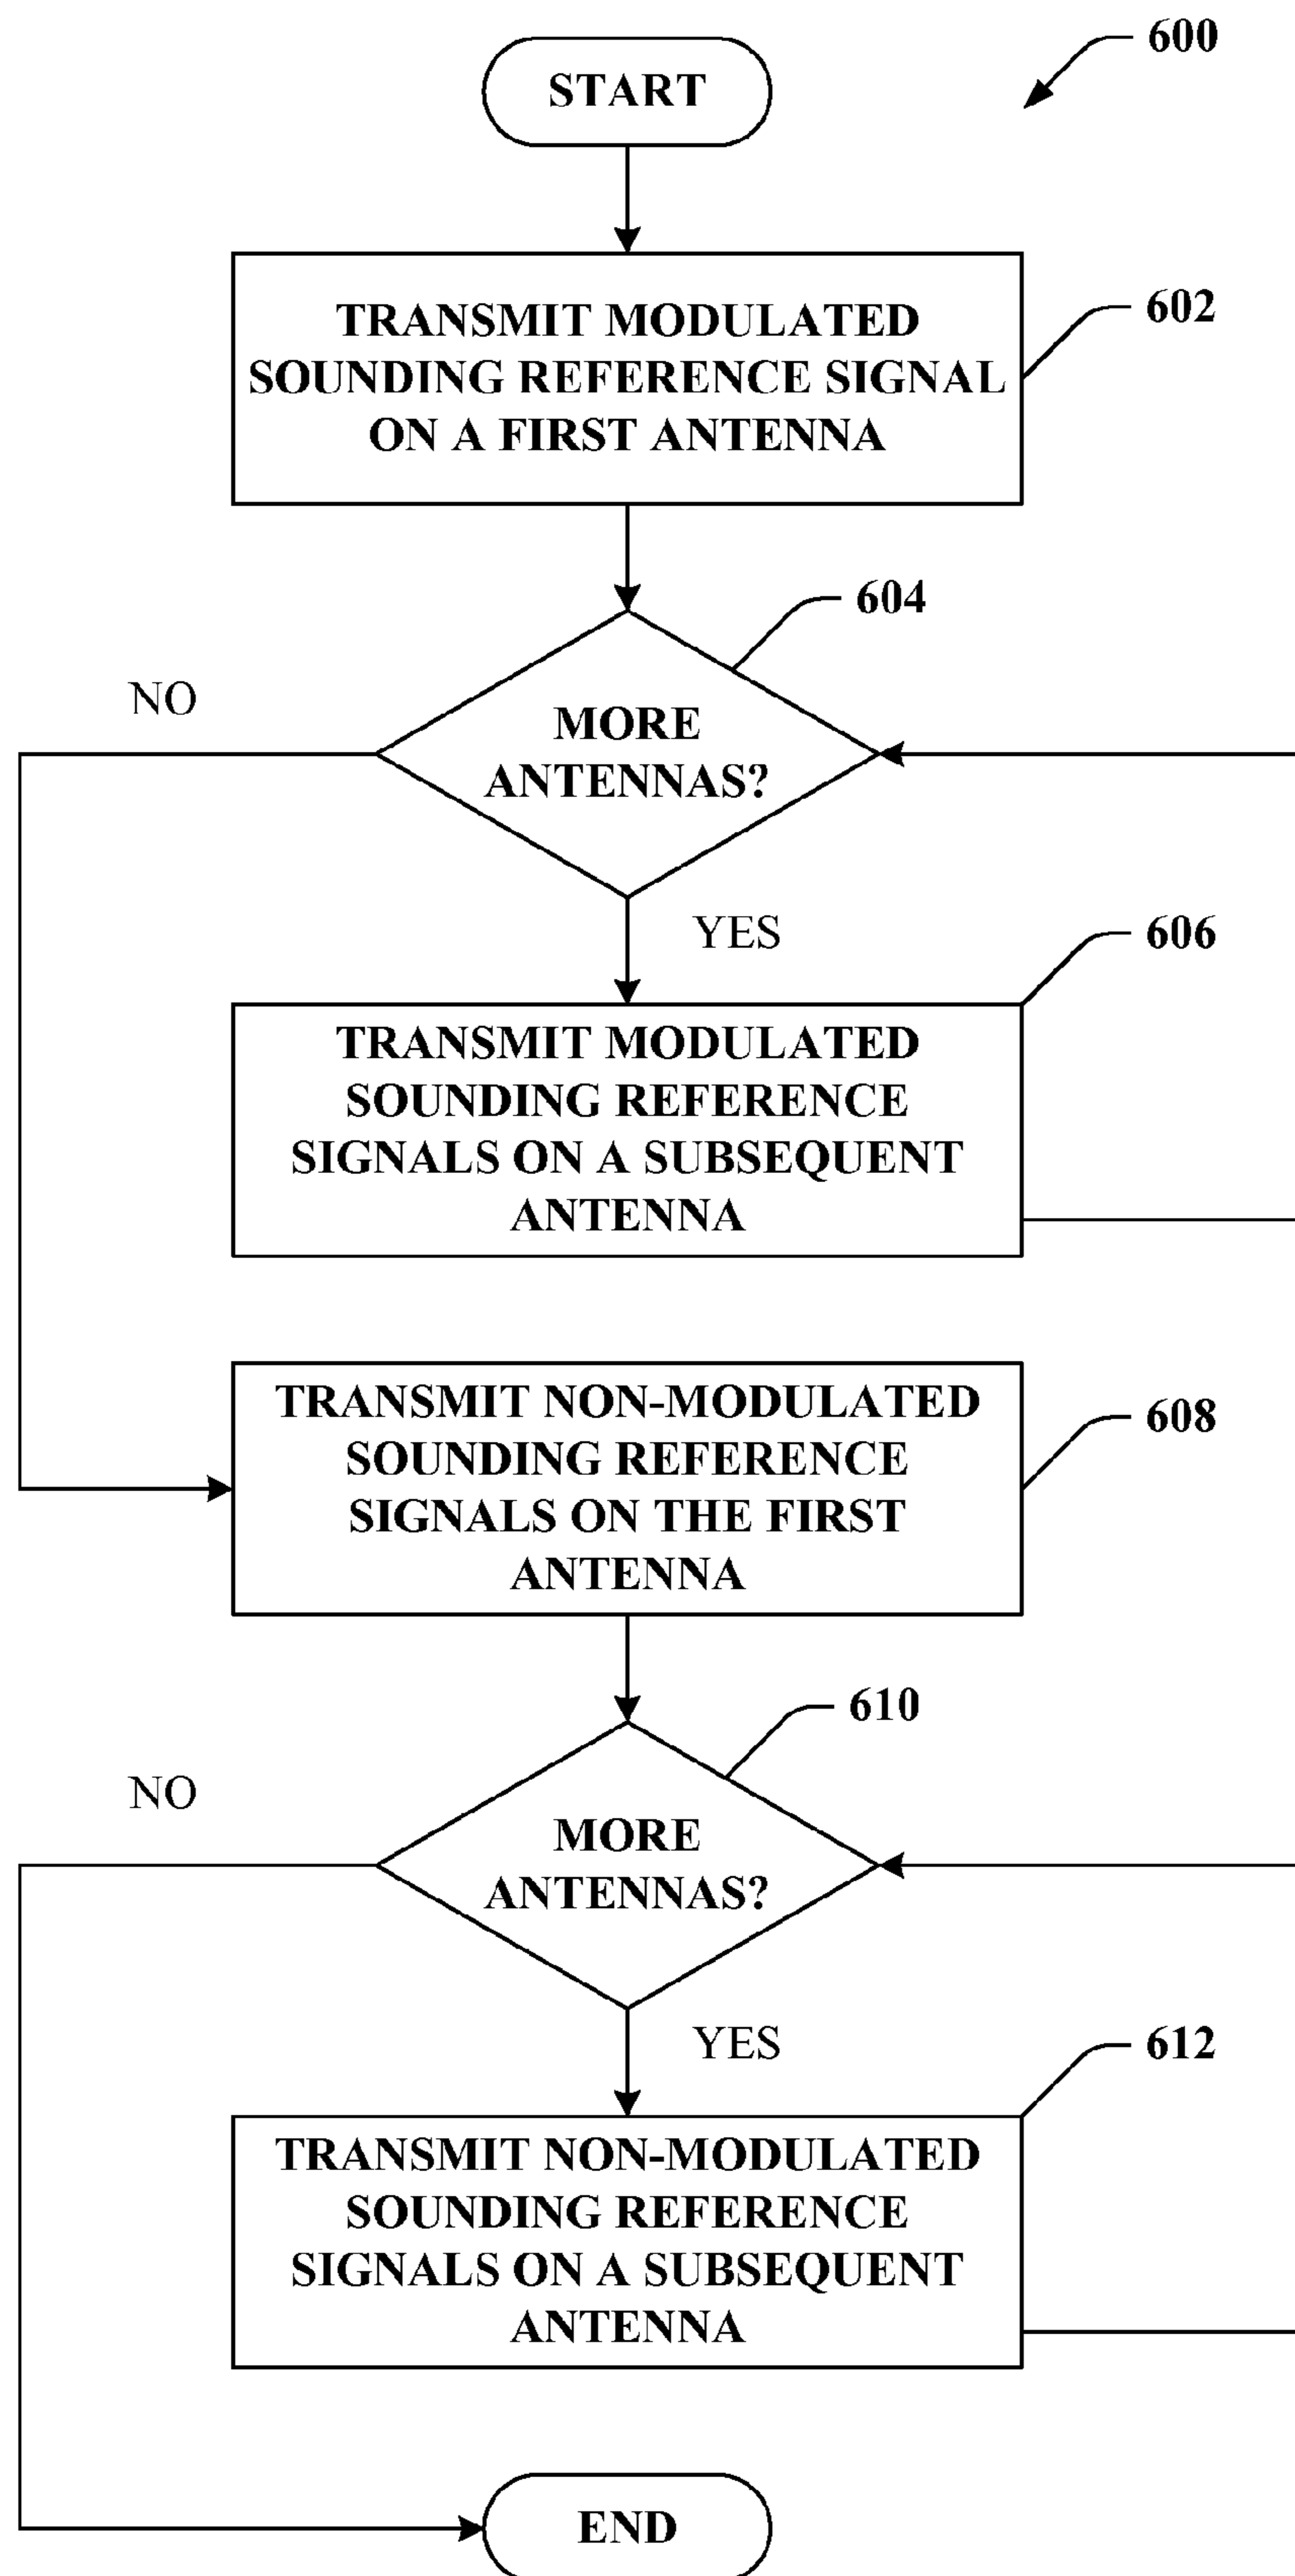 600
START
TRANSMIT MODULATED
SOUNDING REFERENCE SIGNAL
ON A FIRST ANTENNA
602
604
MORE
ANTENNAS?
NO
YES
606
TRANSMIT MODULATED
SOUNDING REFERENCE
SIGNALS ON A SUBSEQUENT
ANTENNA
TRANSMIT NON-MODULATED
SOUNDING REFERENCE
SIGNALS ON THE FIRST
ANTENNA
608
610
MORE
ANTENNAS?
NO
YES
612
TRANSMIT NON-MODULATED
SOUNDING REFERENCE
SIGNALS ON A SUBSEQUENT
ANTENNA
END